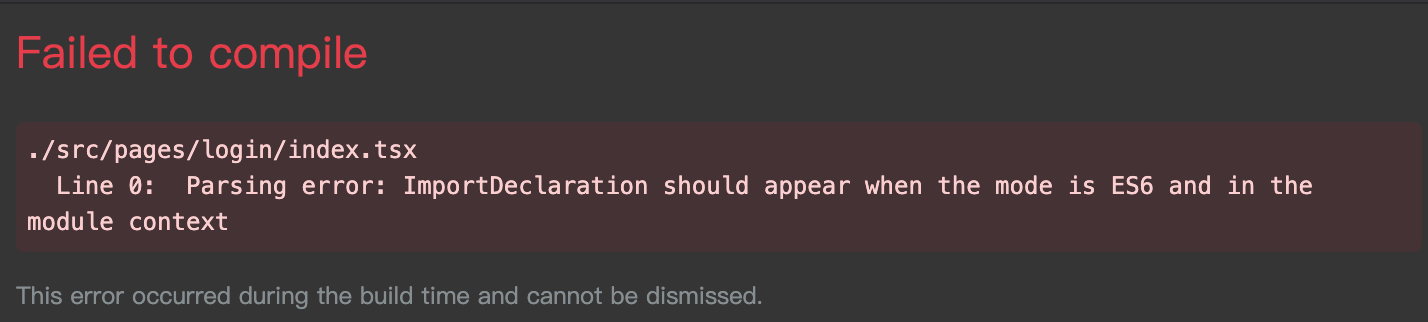 Failed to compile
./src/pages/login/index.tsx
Line 0:  Parsing error: ImportDeclaration should appear when the mode is ES6 and in the
module context
This error occurred during the build time and cannot be dismissed.